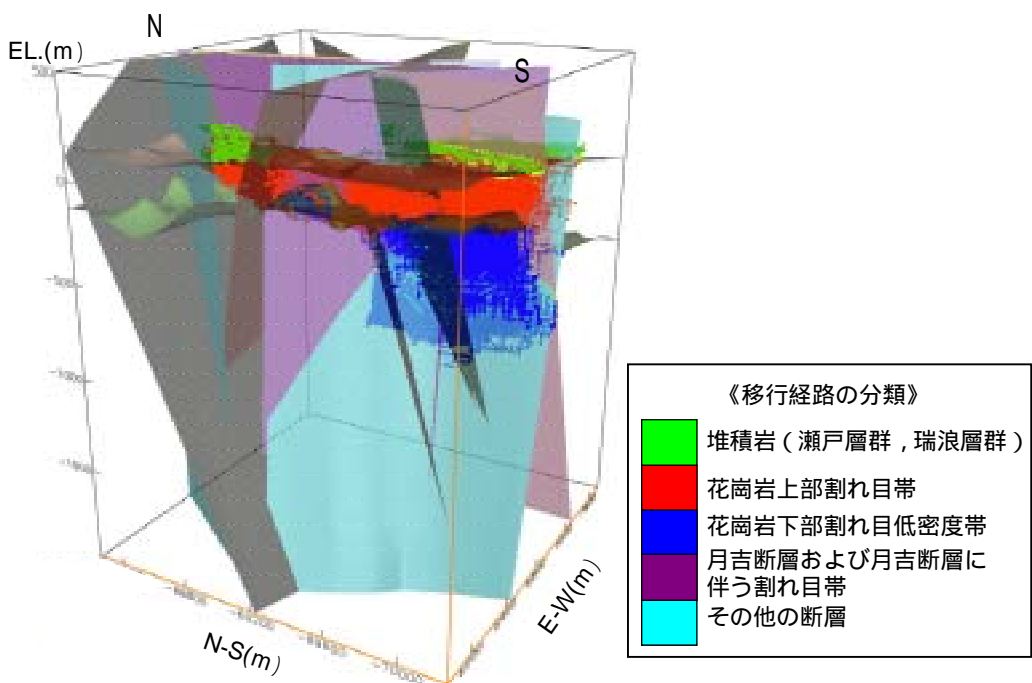 N
EL.(m)
S
0
N-S(m)
E-W(m)
《移行経路の分類》
堆積岩(瀬戸層群,瑞浪層群)
花崗岩上部割れ目帯
花崗岩下部割れ目低密度帯
月吉断層および月吉断層に
伴う割れ目帯
その他の断層